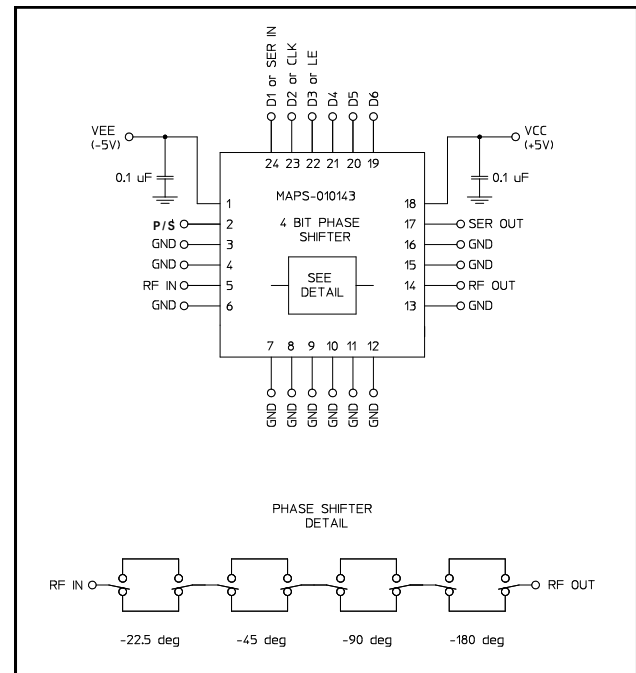 D1 or SER IN
D2 or CLK
D3 or LE
D4
D5
D6
VEE
(-5V)
VCC
(+5V)
0.1 uF
0.1 uF
24 23 22 21 20 19
MAPS-010143
4 BIT PHASE
SHIFTER
SEE
DETAIL
1
P/S 2
GND 3
GND 4
RF IN 5
GND 6
18
17 SER OUT
16 GND
15 GND
14 RF OUT
13 GND
7 8 9 10 11 12
GND GND GND GND GND GND
PHASE SHIFTER
DETAIL
RF IN
RF OUT
-22.5 deg -45 deg -90 deg -180 deg